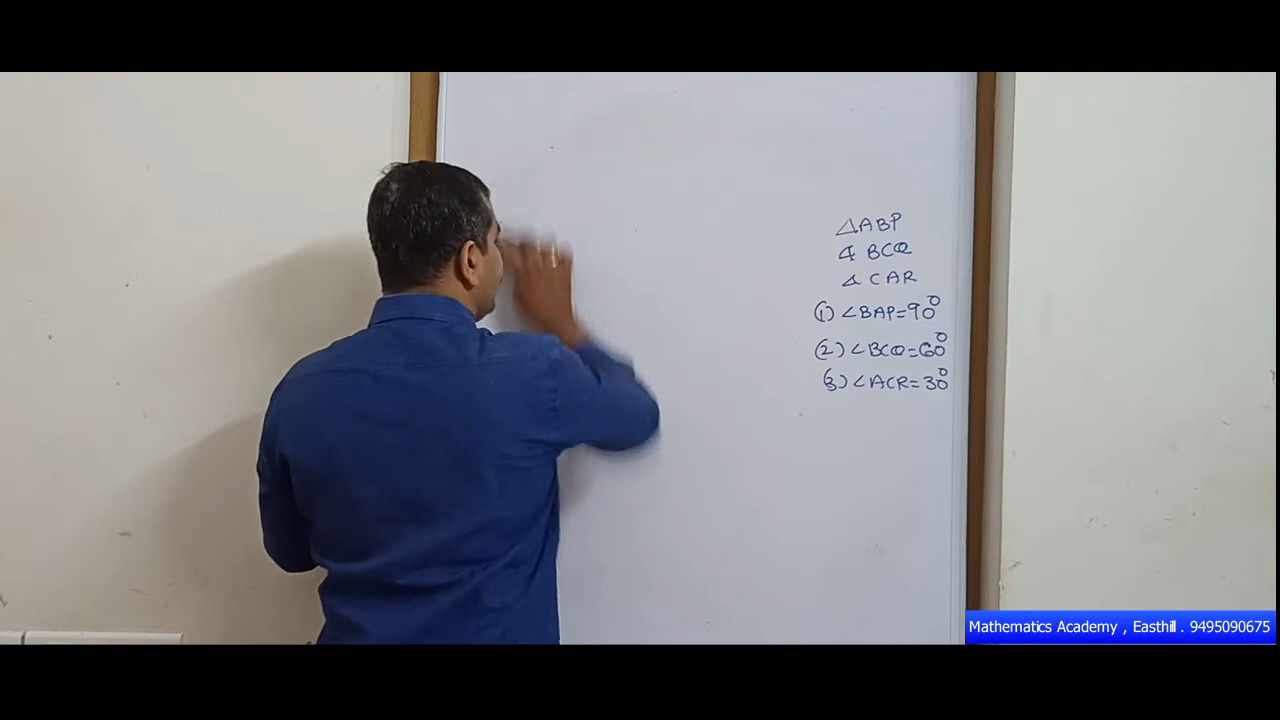 △ABP
△BCQ
△CAR
(1) ∠BAP=90°
(2) ∠BCQ=60°
(3) ∠ACR=30°
Mathematics Academy , Easthill . 9495090675